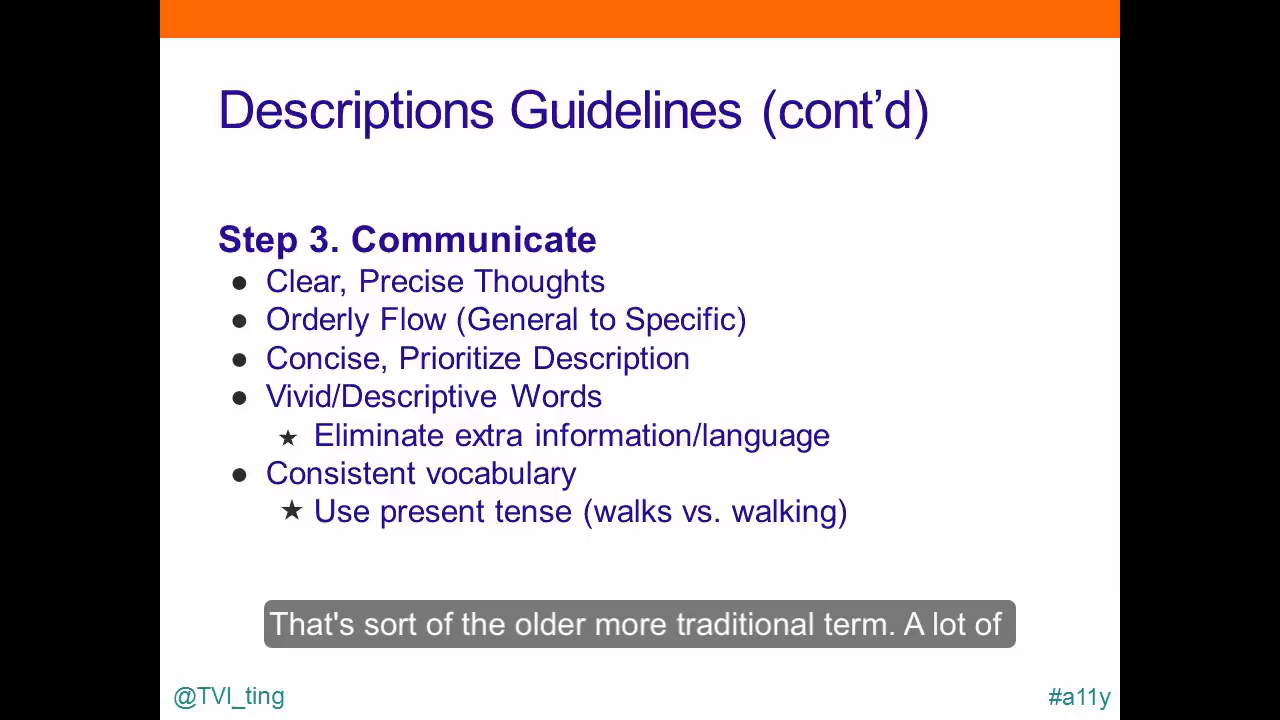 Descriptions Guidelines (cont’d)
Step 3. Communicate
● Clear, Precise Thoughts
● Orderly Flow (General to Specific)
● Concise, Prioritize Description
● Vivid/Descriptive Words
★ Eliminate extra information/language
● Consistent vocabulary
★ Use present tense (walks vs. walking)
That's sort of the older more traditional term. A lot of
@TVI_ting
#a11y